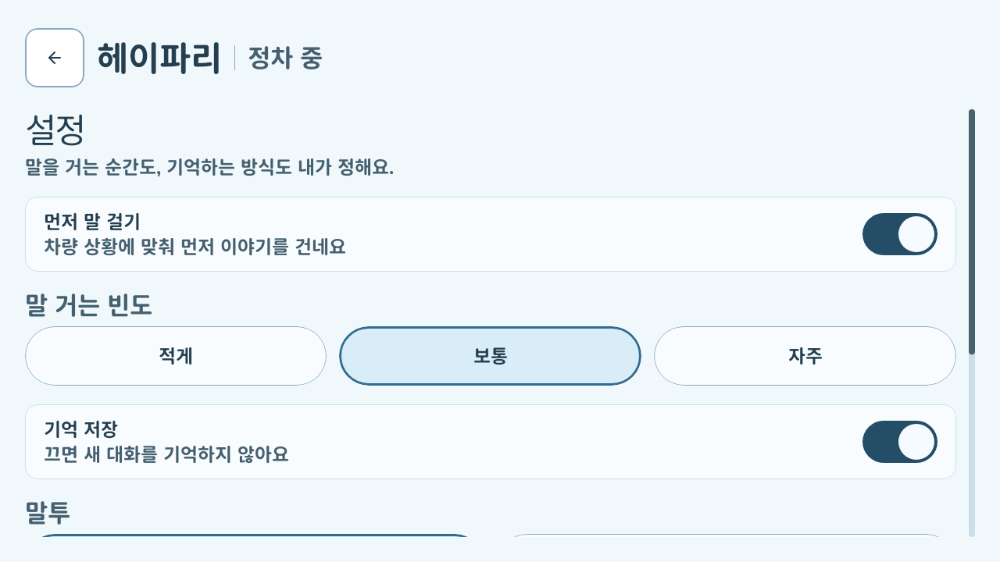 헤이파리
정차 중
설정
말을 거는 순간도, 기억하는 방식도 내가 정해요.
먼저 말 걸기
차량 상황에 맞춰 먼저 이야기를 건네요
말 거는 빈도
적게
보통
자주
기억 저장
끄면 새 대화를 기억하지 않아요
말투